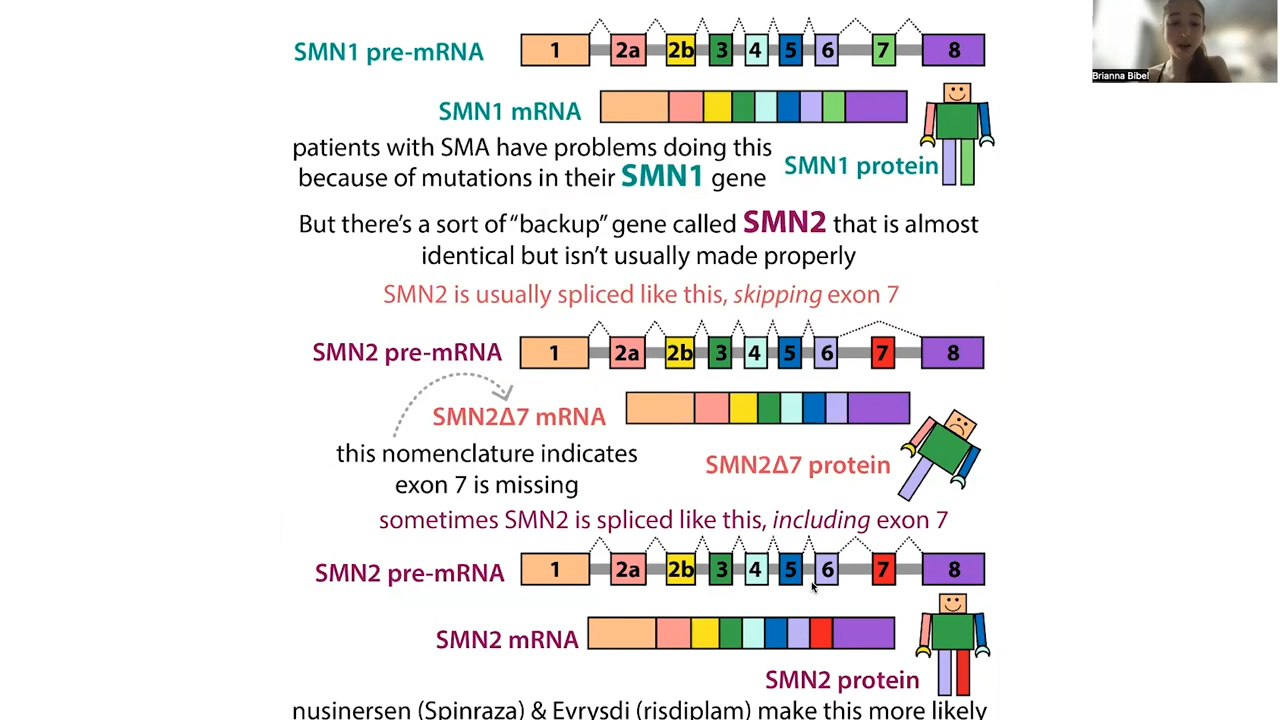 SMN1 pre-mRNA
1 2a 2b 3 4 5 6 7 8
Brianna Bibel
SMN1 mRNA
patients with SMA have problems doing this
because of mutations in their SMN1 gene
SMN1 protein
But there's a sort of "backup" gene called SMN2 that is almost
identical but isn't usually made properly
SMN2 is usually spliced like this, skipping exon 7
SMN2 pre-mRNA
1 2a 2b 3 4 5 6 7 8
SMN2Δ7 mRNA
this nomenclature indicates
exon 7 is missing
SMN2Δ7 protein
sometimes SMN2 is spliced like this, including exon 7
SMN2 pre-mRNA
1 2a 2b 3 4 5 6 7 8
SMN2 mRNA
SMN2 protein
nusinersen (Spinraza) & Evrysdi (risdiplam) make this more likely